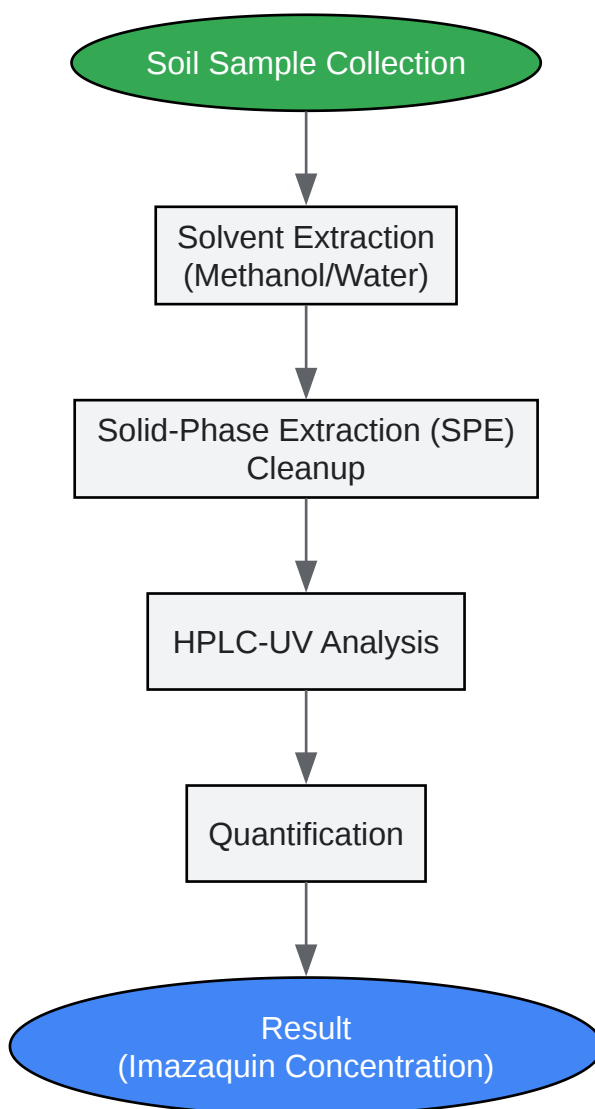 Soil Sample Collection
Solvent Extraction
(Methanol/Water)
Solid-Phase Extraction (SPE)
Cleanup
HPLC-UV Analysis
Quantification
Result
(Imazaquin Concentration)